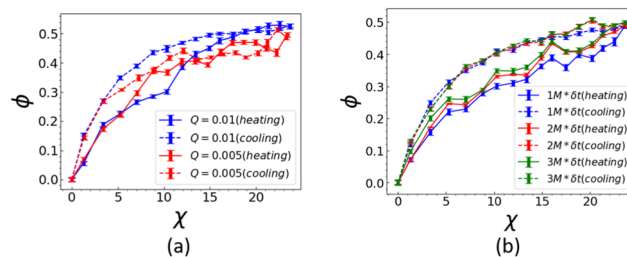 0.5
0.4
0.3
0.2
0.1
0.0
ϕ
Q = 0.01(heating)
Q = 0.01(cooling)
Q = 0.005(heating)
Q = 0.005(cooling)
0 5 10 15 20
χ
(a)
0.5
0.4
0.3
0.2
0.1
0.0
ϕ
1M*δt(heating)
1M*δt(cooling)
2M*δt(heating)
2M*δt(cooling)
3M*δt(heating)
3M*δt(cooling)
0 5 10 15 20
χ
(b)